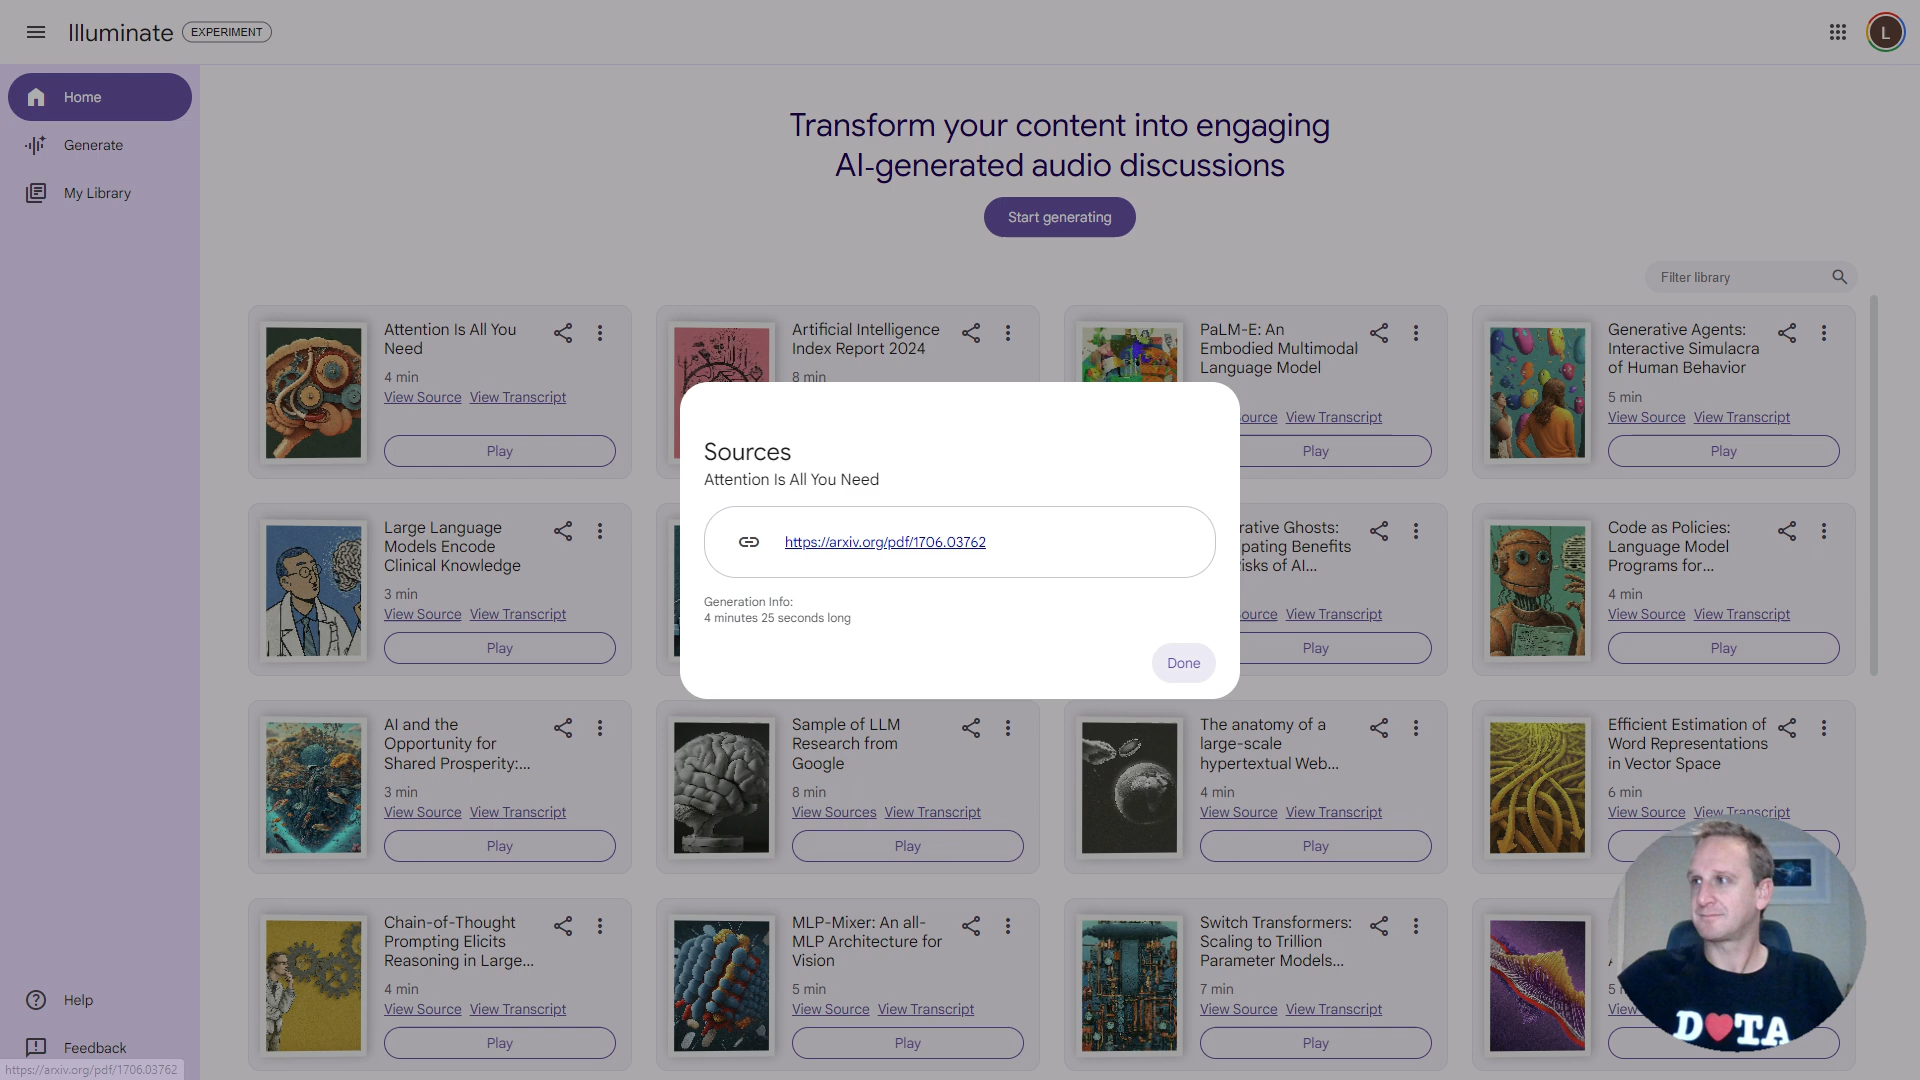 Illuminate
EXPERIMENT
L
Home
Generate
My Library
Help
Feedback
https://arxiv.org/pdf/1706.03762
Transform your content into engaging
AI-generated audio discussions
Start generating
Filter library
Attention Is All You
Need
4 min
View Source View Transcript
Play
Artificial Intelligence
Index Report 2024
8 min
PaLM-E: An
Embodied Multimodal
Language Model
View Transcript
Play
Generative Agents:
Interactive Simulacra
of Human Behavior
5 min
View Source View Transcript
Play
Sources
Attention Is All You Need
https://arxiv.org/pdf/1706.03762
Generation Info:
4 minutes 25 seconds long
Done
Large Language
Models Encode
Clinical Knowledge
3 min
View Source View Transcript
Play
Ghosts:
Benefits
of AI...
View Transcript
Play
Code as Policies:
Language Model
Programs for...
4 min
View Source View Transcript
Play
AI and the
Opportunity for
Shared Prosperity:...
3 min
View Source View Transcript
Play
Sample of LLM
Research from
Google
8 min
View Sources View Transcript
Play
The anatomy of a
large-scale
hypertextual Web...
4 min
View Source View Transcript
Play
Efficient Estimation of
Word Representations
in Vector Space
6 min
View Source View Transcript
Chain-of-Thought
Prompting Elicits
Reasoning in Large...
4 min
View Source View Transcript
Play
MLP-Mixer: An all-
MLP Architecture for
Vision
5 min
View Source View Transcript
Play
Switch Transformers:
Scaling to Trillion
Parameter Models...
7 min
View Source View Transcript
Play
View
D❤TA